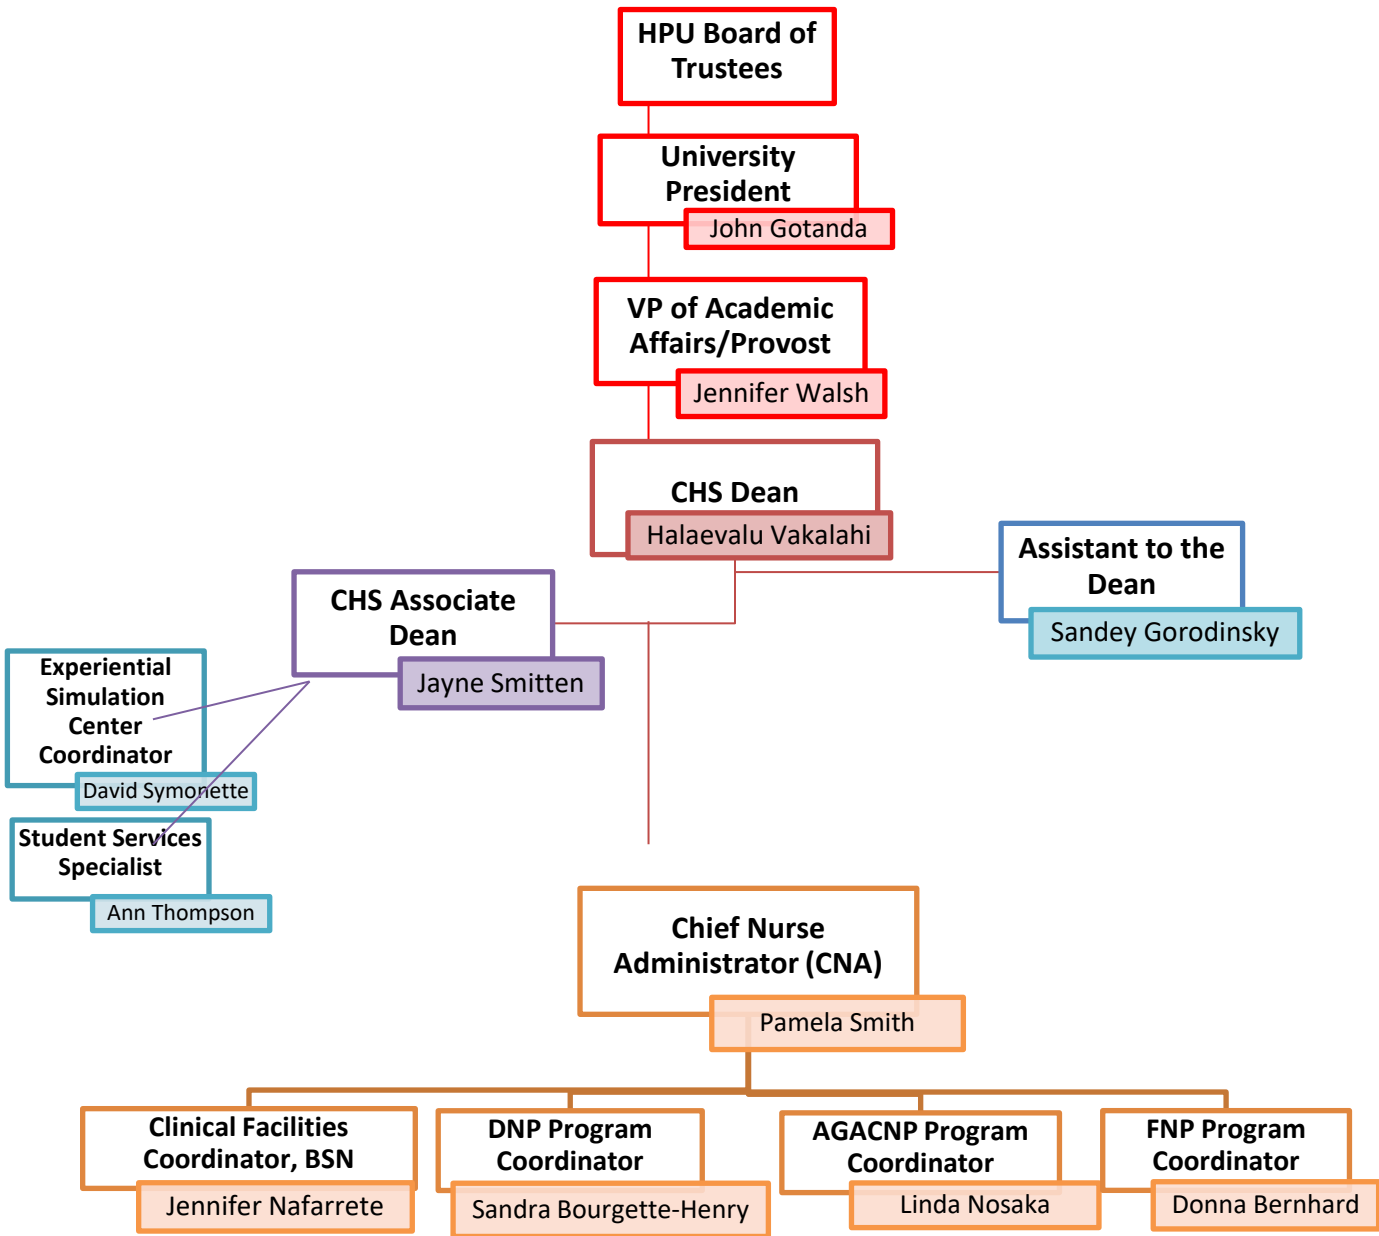 HPU Board of
Trustees
University
President
John Gotanda
VP of Academic
Affairs/Provost
Jennifer Walsh
CHS Dean
Halaevalu Vakalahi
Assistant to the
Dean
Sandey Gorodinsky
CHS Associate
Dean
Jayne Smitten
Experiential
Simulation
Center
Coordinator
David Symonette
Student Services
Specialist
Ann Thompson
Chief Nurse
Administrator (CNA)
Pamela Smith
Clinical Facilities
Coordinator, BSN
Jennifer Nafarrete
DNP Program
Coordinator
Sandra Bourgette-Henry
AGACNP Program
Coordinator
Linda Nosaka
FNP Program
Coordinator
Donna Bernhard